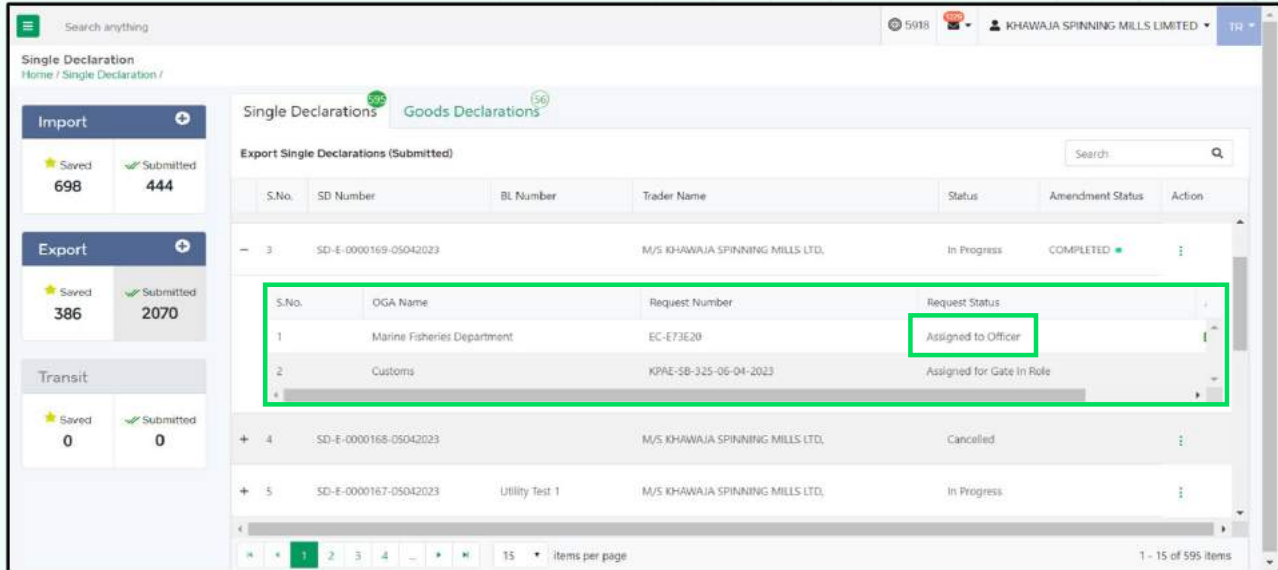 Search anything
5918
KHAWAJA SPINNING MILLS LIMITED
TR
Single Declaration
Home / Single Declaration /
Import
Saved
Submitted
698
444
Export
Saved
Submitted
386
2070
Transit
Saved
Submitted
0
0
Single Declarations 595
Goods Declarations 56
Export Single Declarations (Submitted)
Search
S.No. SD Number BL Number Trader Name Status Amendment Status Action
3 SD-E-0000169-05042023 M/S KHAWAJA SPINNING MILLS LTD, In Progress COMPLETED
S.No. OGA Name Request Number Request Status
1 Marine Fisheries Department EC-E73E20 Assigned to Officer
2 Customs KPAE-SB-325-06-04-2023 Assigned for Gate In Role
4 SD-E-0000168-05042023 M/S KHAWAJA SPINNING MILLS LTD, Cancelled
5 SD-E-0000167-05042023 Utility Test 1 M/S KHAWAJA SPINNING MILLS LTD, In Progress
1 2 3 4 ... 15 items per page 1 - 15 of 595 items